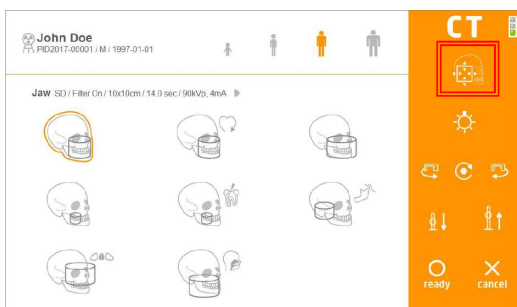 John Doe
PID2017-00001 / M / 1997-01-01
CT
Jaw SD / Filter On / 10x10cm / 14.0 sec / 90kVp, 4mA
ready
cancel